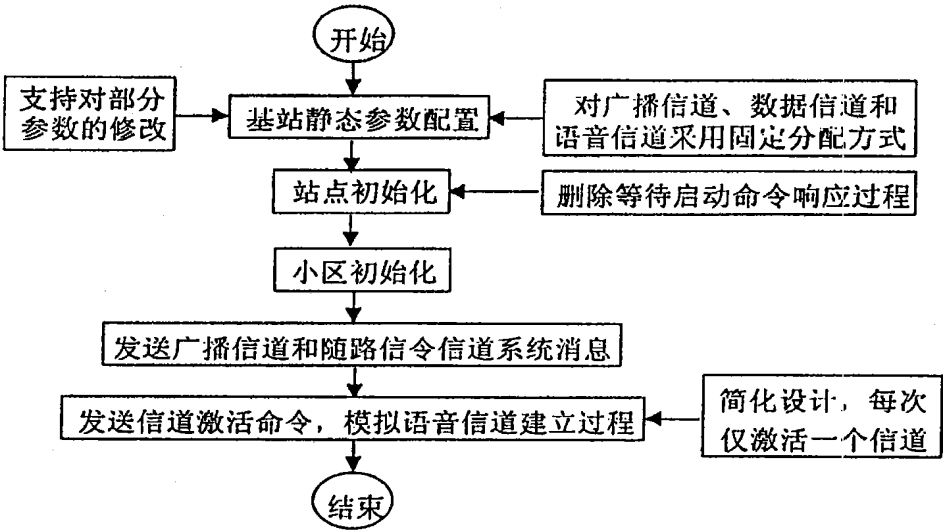 开始
支持对部分
参数的修改
基站静态参数配置
对广播信道、数据信道和
语音信道采用固定分配方式
站点初始化
删除等待启动命令响应过程
小区初始化
发送广播信道和随路信令信道系统消息
发送信道激活命令，模拟语音信道建立过程
简化设计，每次
仅激活一个信道
结束